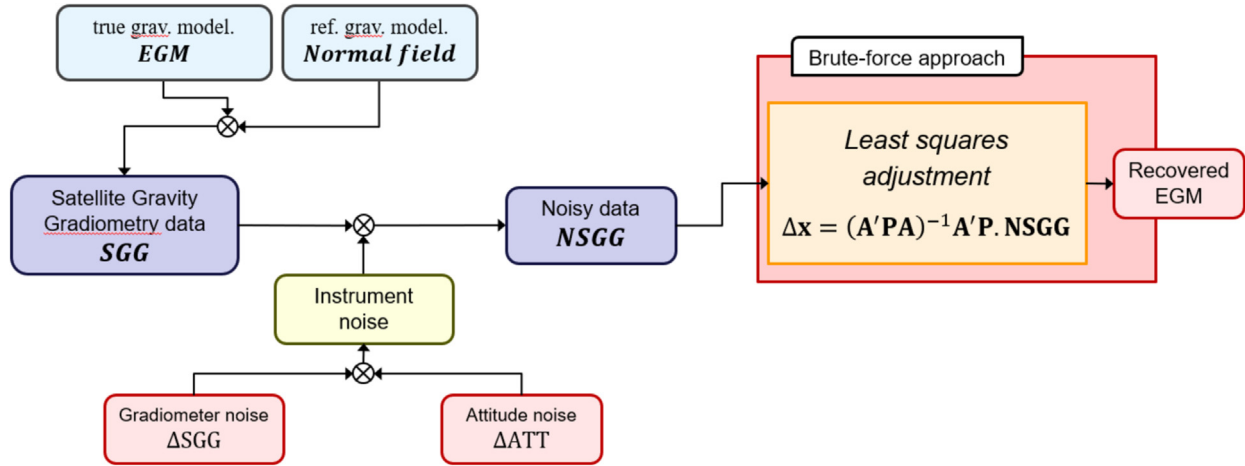 true grav. model.
EGM
ref. grav. model.
Normal field
Brute-force approach
Least squares
adjustment
Δx = (A′PA)⁻¹A′P. NSGG
Recovered
EGM
Satellite Gravity
Gradiometry data
SGG
Noisy data
NSGG
Instrument
noise
Gradiometer noise
ΔSGG
Attitude noise
ΔATT